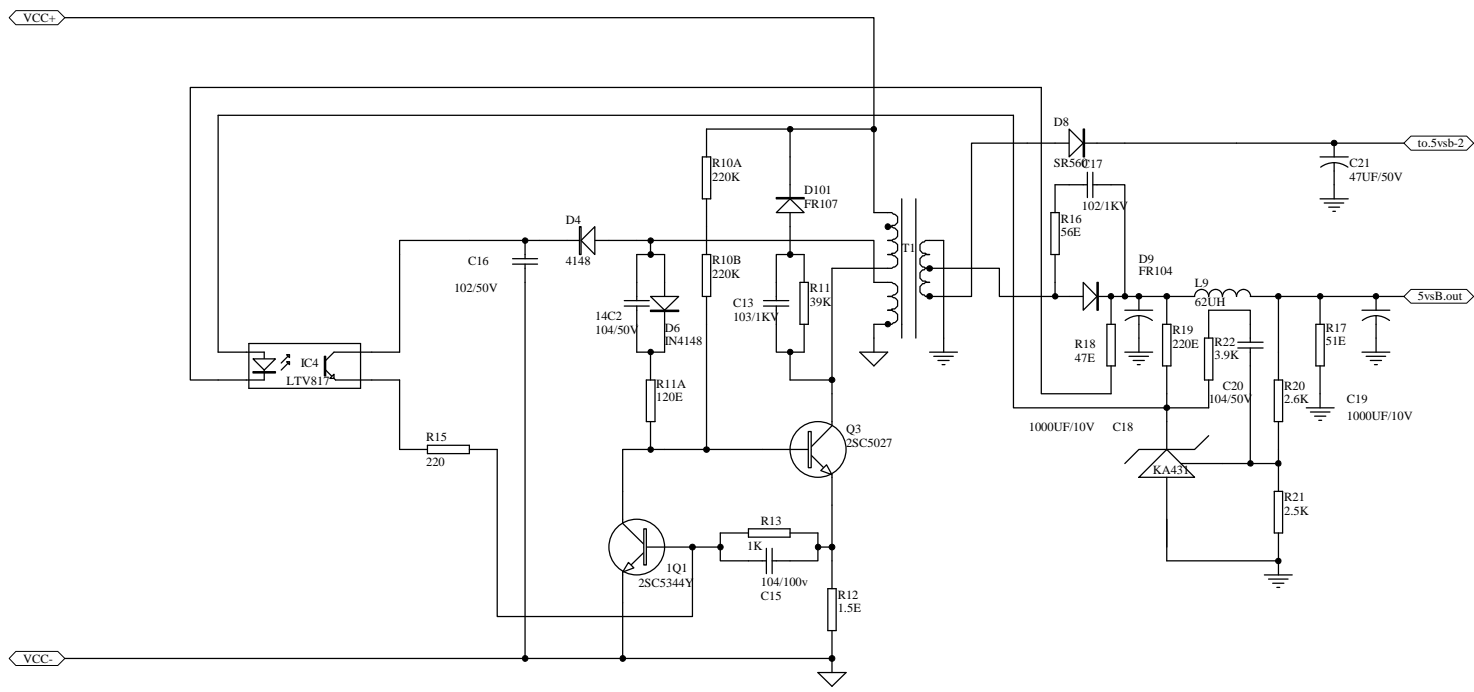 VCC+
D8
to.5vsb-2
SR560
C17
C21
47UF/50V
R10A
220K
D101
FR107
102/1KV
R16
56E
D4
4148
C16
102/50V
T1
R10B
220K
D9
FR104
R11
39K
L9
62UH
5vsB.out
C13
103/1KV
14C2
104/50V
D6
IN4148
R18
47E
R19
220E
R22
3.9K
R17
51E
IC4
LTV817
R11A
120E
C20
104/50V
R20
2.6K
C19
1000UF/10V
1000UF/10V
C18
Q3
2SC5027
R15
220
KA431
R21
2.5K
R13
1K
1Q1
2SC5344Y
104/100v
C15
R12
1.5E
VCC-